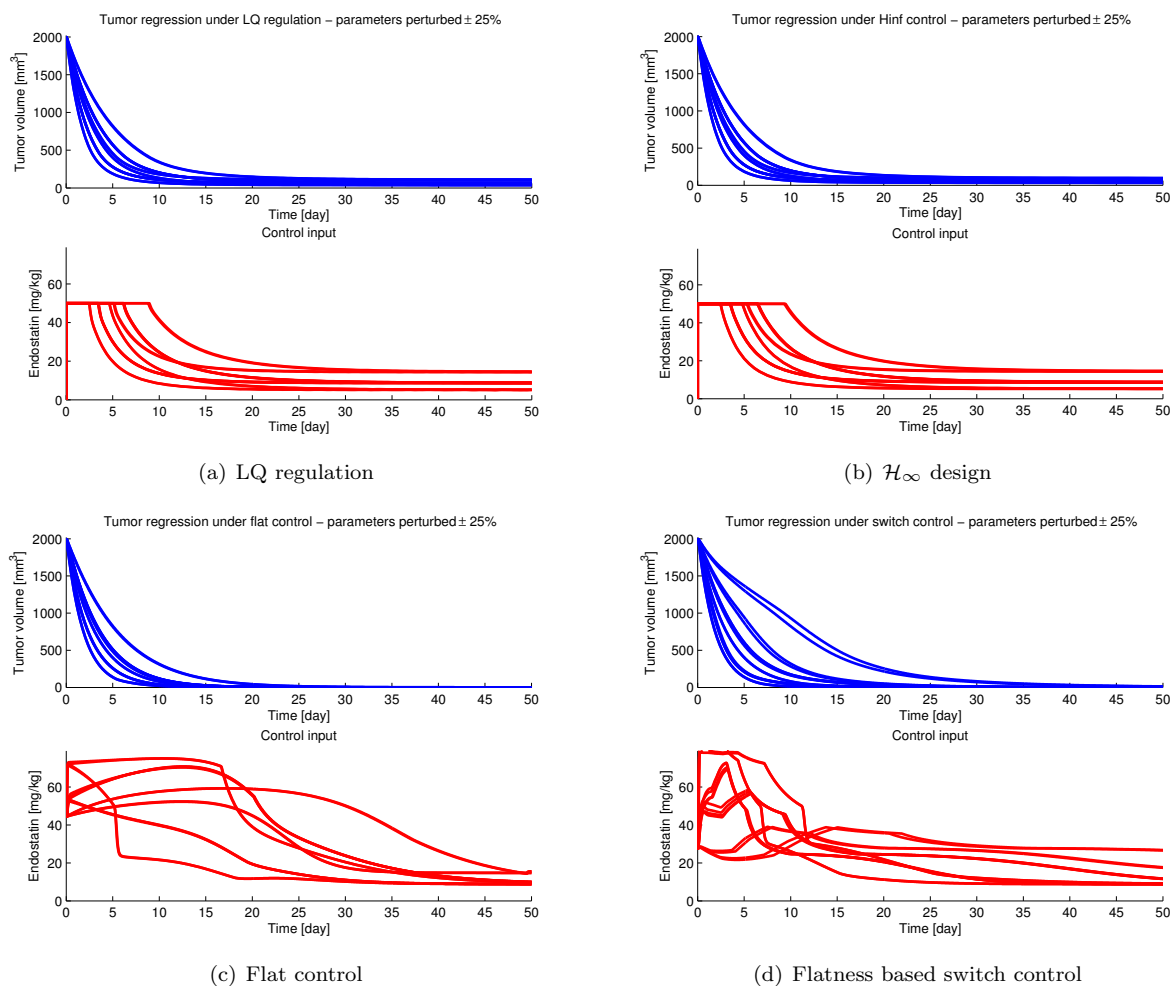 Tumor regression under LQ regulation − parameters perturbed ± 25%
Tumor volume [mm³]
2000
1500
1000
500
0
0 5 10 15 20 25 30 35 40 45 50
Time [day]
Control input
Endostatin [mg/kg]
60
40
20
0
0 5 10 15 20 25 30 35 40 45 50
Time [day]
(a) LQ regulation
Tumor regression under Hinf control − parameters perturbed ± 25%
Tumor volume [mm³]
2000
1500
1000
500
0
0 5 10 15 20 25 30 35 40 45 50
Time [day]
Control input
Endostatin [mg/kg]
60
40
20
0
0 5 10 15 20 25 30 35 40 45 50
Time [day]
(b) ℋ∞ design
Tumor regression under flat control − parameters perturbed ± 25%
Tumor volume [mm³]
2000
1500
1000
500
0
0 5 10 15 20 25 30 35 40 45 50
Time [day]
Control input
Endostatin [mg/kg]
60
40
20
0
0 5 10 15 20 25 30 35 40 45 50
Time [day]
(c) Flat control
Tumor regression under switch control − parameters perturbed ± 25%
Tumor volume [mm³]
2000
1500
1000
500
0
0 5 10 15 20 25 30 35 40 45 50
Time [day]
Control input
Endostatin [mg/kg]
60
40
20
0
0 5 10 15 20 25 30 35 40 45 50
Time [day]
(d) Flatness based switch control